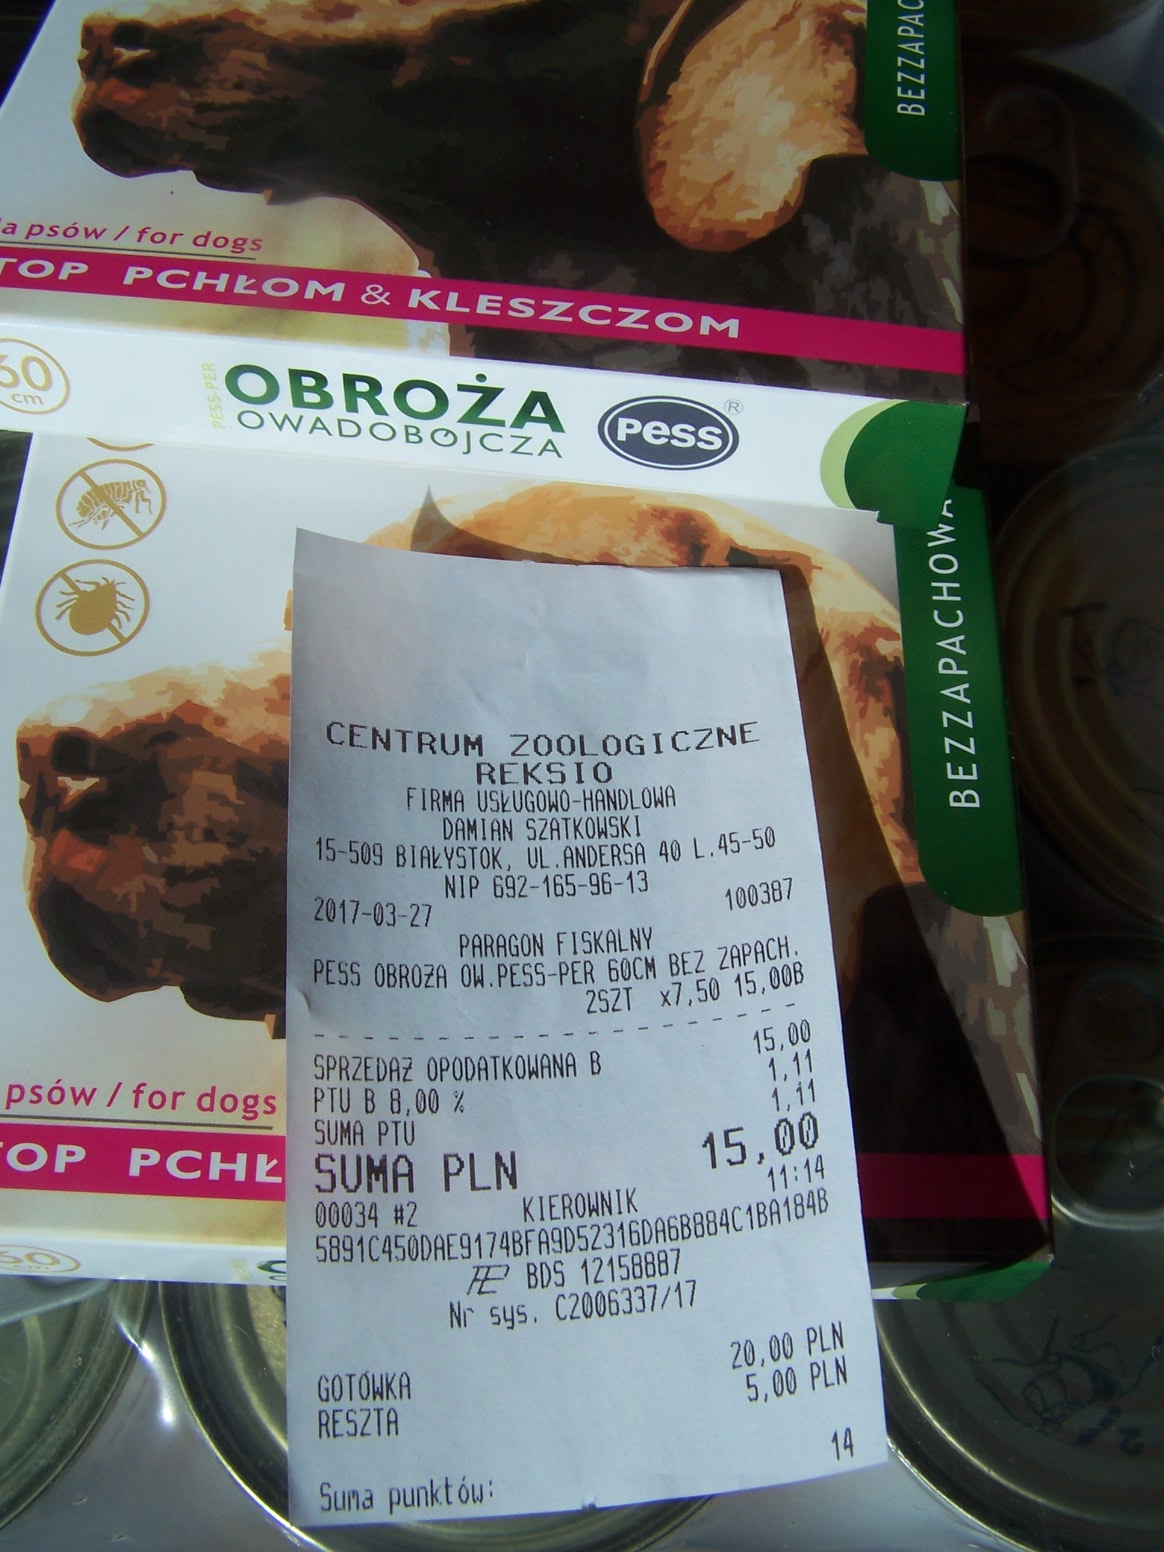 BEZZAPAC
la psów / for dogs
TOP PCHŁOM & KLESZCZOM
60
cm
PESS-PER
OBROŻA
OWADOBÓJCZA
pess
®
BEZZAPACHOWA
CENTRUM ZOOLOGICZNE
REKSIO
FIRMA USŁUGOWO-HANDLOWA
DAMIAN SZATKOWSKI
15-509 BIAŁYSTOK, UL.ANDERSA 40 L.45-50
NIP 692-165-96-13
2017-03-27 100387
PARAGON FISKALNY
PESS OBROŻA OW.PESS-PER 60CM BEZ ZAPACH.
2SZT x7,50 15,00B
- - - - - - - - - - - - - - - - - - - -
SPRZEDAŻ OPODATKOWANA B 15,00
PTU B 8,00 % 1,11
SUMA PTU 1,11
SUMA PLN 15,00
00034 #2 KIEROWNIK 11:14
5891C450DAE9174BFA9D52316DA6B884C1BA184B
BDS 12158887
Nr sys. C2006337/17
GOTÓWKA 20,00 PLN
RESZTA 5,00 PLN
Suma punktów: 14
psów / for dogs
TOP PCHŁ
60